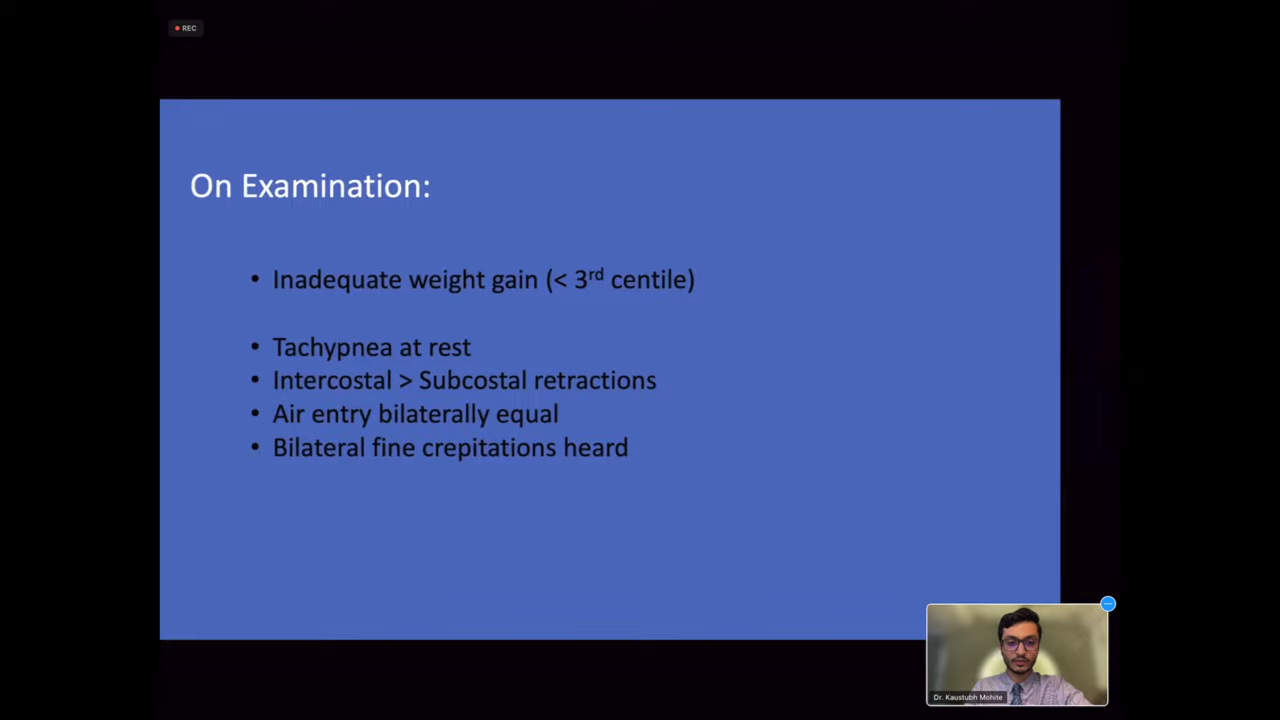 REC
On Examination:
• Inadequate weight gain (< 3rd centile)
• Tachypnea at rest
• Intercostal > Subcostal retractions
• Air entry bilaterally equal
• Bilateral fine crepitations heard
Dr. Kaustubh Mohite